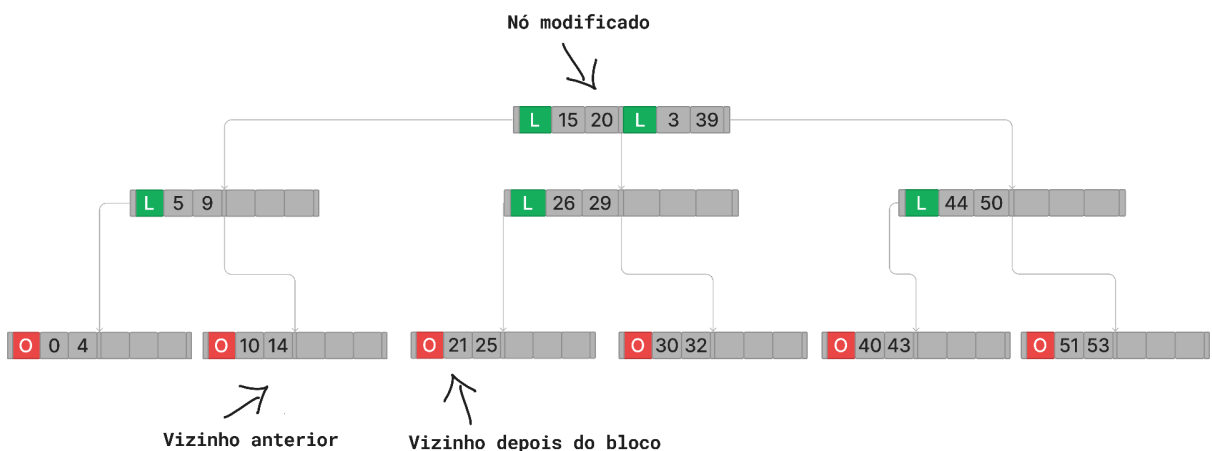 Nó modificado
L 15 20 L 3 39
L 5 9
L 26 29
L 44 50
O 0 4
O 10 14
O 21 25
O 30 32
O 40 43
O 51 53
Vizinho anterior
Vizinho depois do bloco